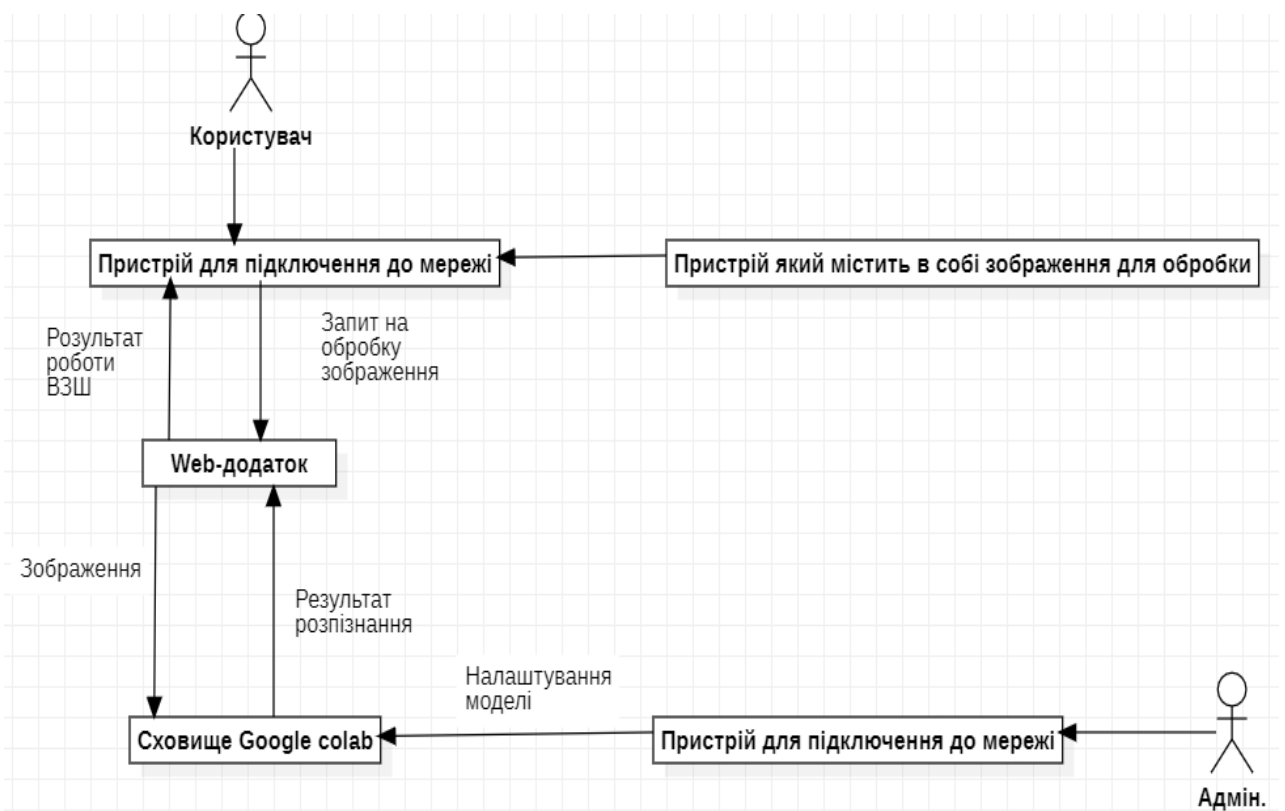 Користувач
Пристрій для підключення до мережі
Пристрій який містить в собі зображення для обробки
Розультат
роботи
ВЗШ
Запит на
обробку
зображення
Web-додаток
Зображення
Результат
розпізнання
Налаштування
моделі
Сховище Google colab
Пристрій для підключення до мережі
Адмін.